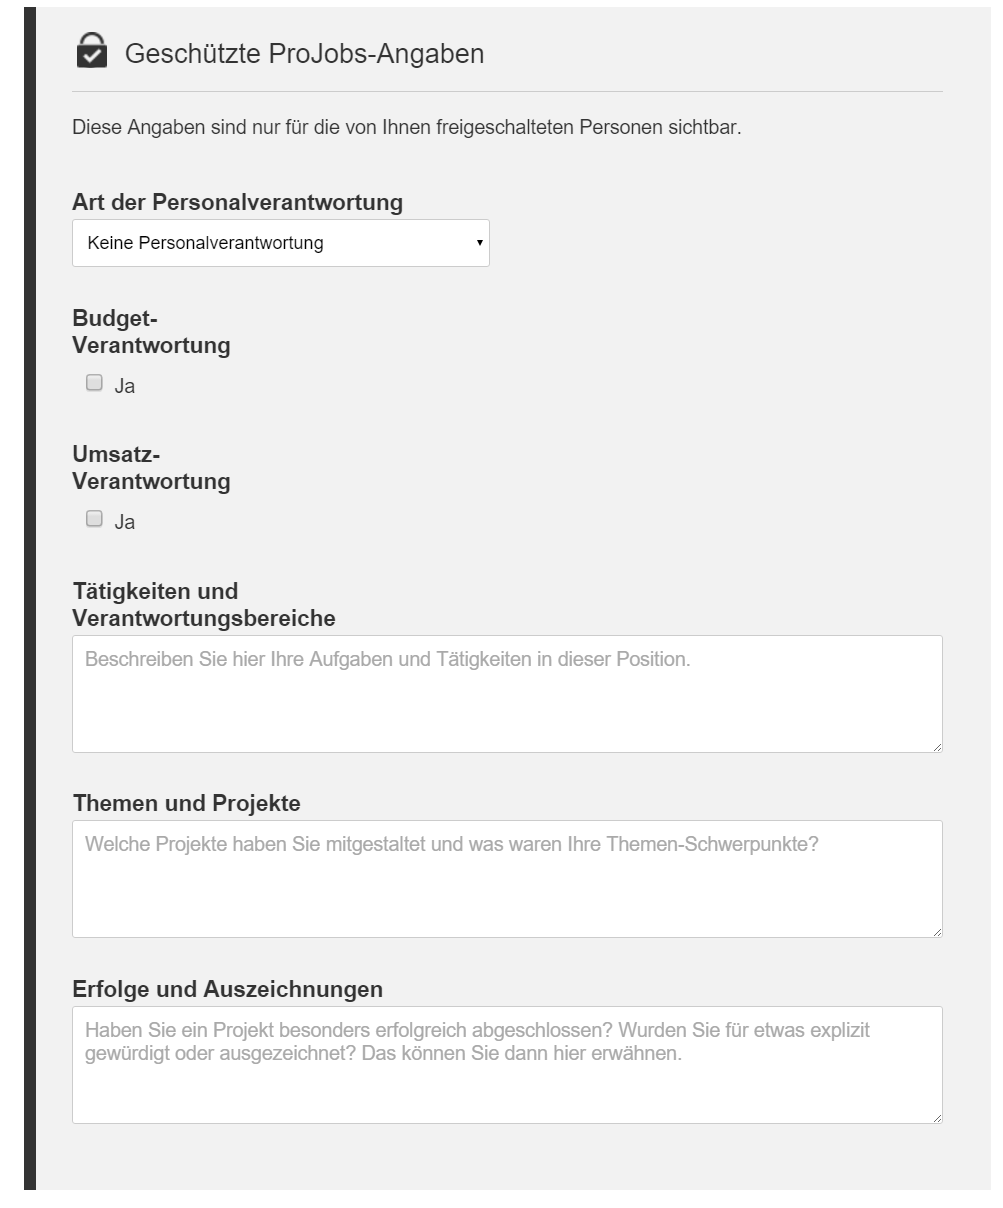 Geschützte ProJobs-Angaben
Diese Angaben sind nur für die von Ihnen freigeschalteten Personen sichtbar.
Art der Personalverantwortung
Keine Personalverantwortung
Budget-
Verantwortung
Ja
Umsatz-
Verantwortung
Ja
Tätigkeiten und
Verantwortungsbereiche
Beschreiben Sie hier Ihre Aufgaben und Tätigkeiten in dieser Position.
Themen und Projekte
Welche Projekte haben Sie mitgestaltet und was waren Ihre Themen-Schwerpunkte?
Erfolge und Auszeichnungen
Haben Sie ein Projekt besonders erfolgreich abgeschlossen? Wurden Sie für etwas explizit
gewürdigt oder ausgezeichnet? Das können Sie dann hier erwähnen.